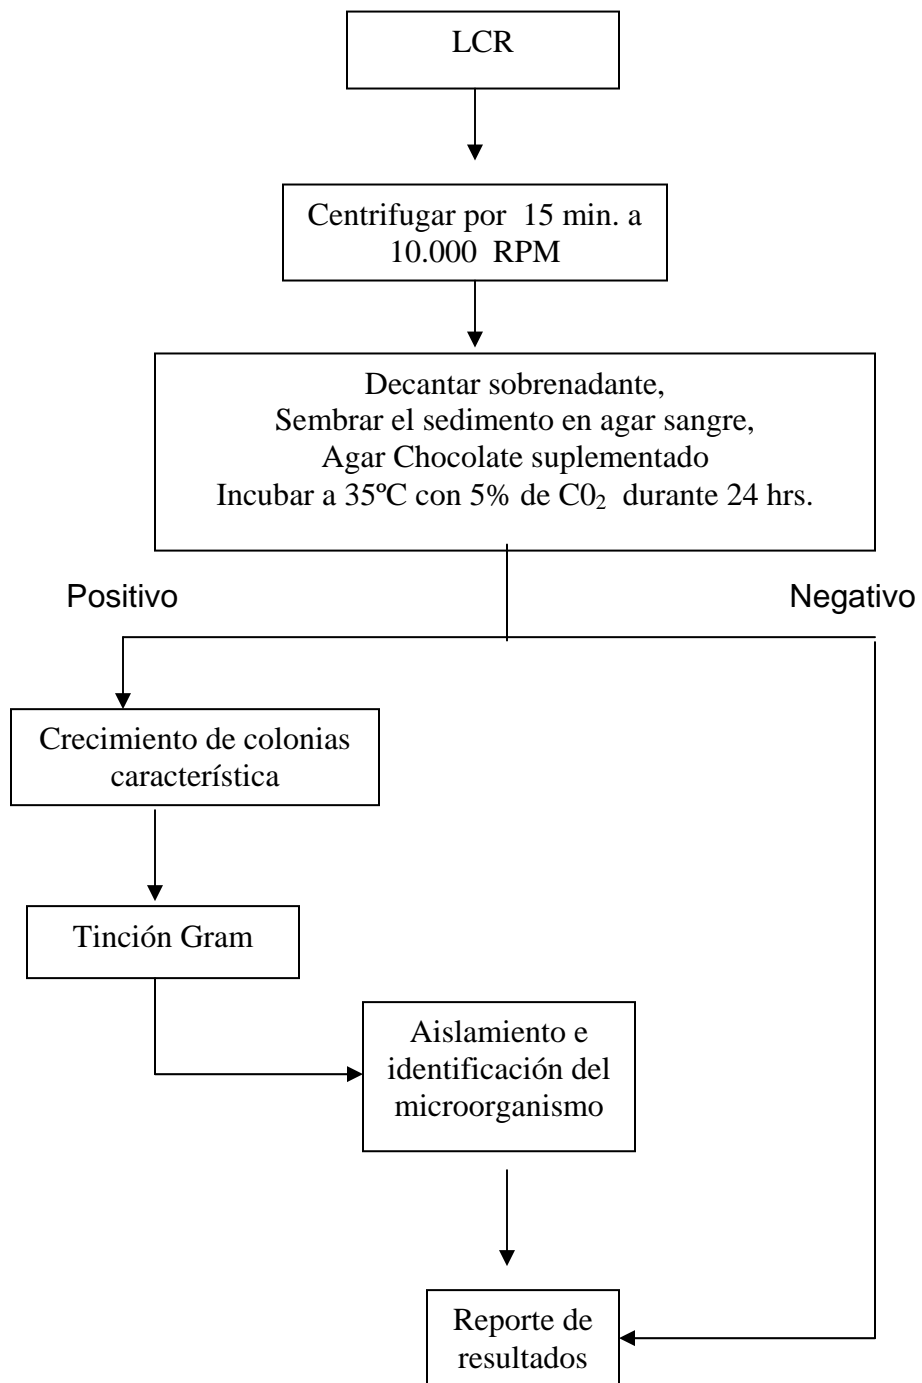 LCR
Centrifugar por  15 min. a
10.000  RPM
Decantar sobrenadante,
Sembrar el sedimento en agar sangre,
Agar Chocolate suplementado
Incubar a 35ºC con 5% de C0₂  durante 24 hrs.
Positivo
Negativo
Crecimiento de colonias
característica
Tinción Gram
Aislamiento e
identificación del
microorganismo
Reporte de
resultados